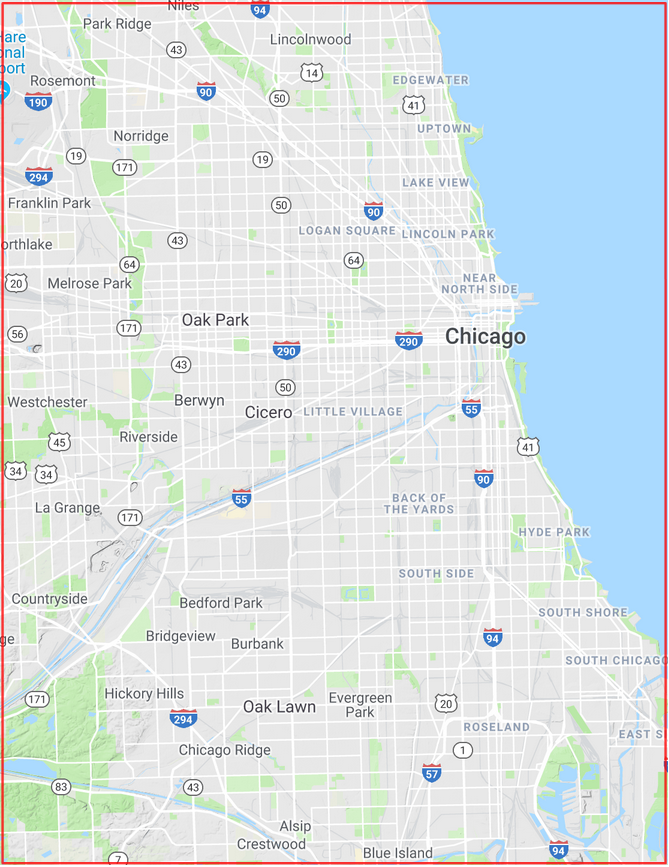 Niles
94
Park Ridge
are
onal
port
43
Lincolnwood
14
Rosemont
EDGEWATER
190
90
50
41
Norridge
UPTOWN
19
171
19
294
LAKE VIEW
Franklin Park
50
90
LOGAN SQUARE
LINCOLN PARK
orthlake
43
64
64
20
Melrose Park
NEAR
NORTH SIDE
Oak Park
171
56
Chicago
290
290
43
50
Westchester
Berwyn
Cicero
LITTLE VILLAGE
55
Riverside
45
41
34
34
90
55
La Grange
171
BACK OF
THE YARDS
HYDE PARK
SOUTH SIDE
Countryside
Bedford Park
SOUTH SHORE
ge
Bridgeview
Burbank
94
SOUTH CHICAGO
171
Hickory Hills
Oak Lawn
Evergreen
Park
20
294
ROSELAND
EAST S
Chicago Ridge
1
57
83
43
Alsip
Crestwood
94
Blue Island
7